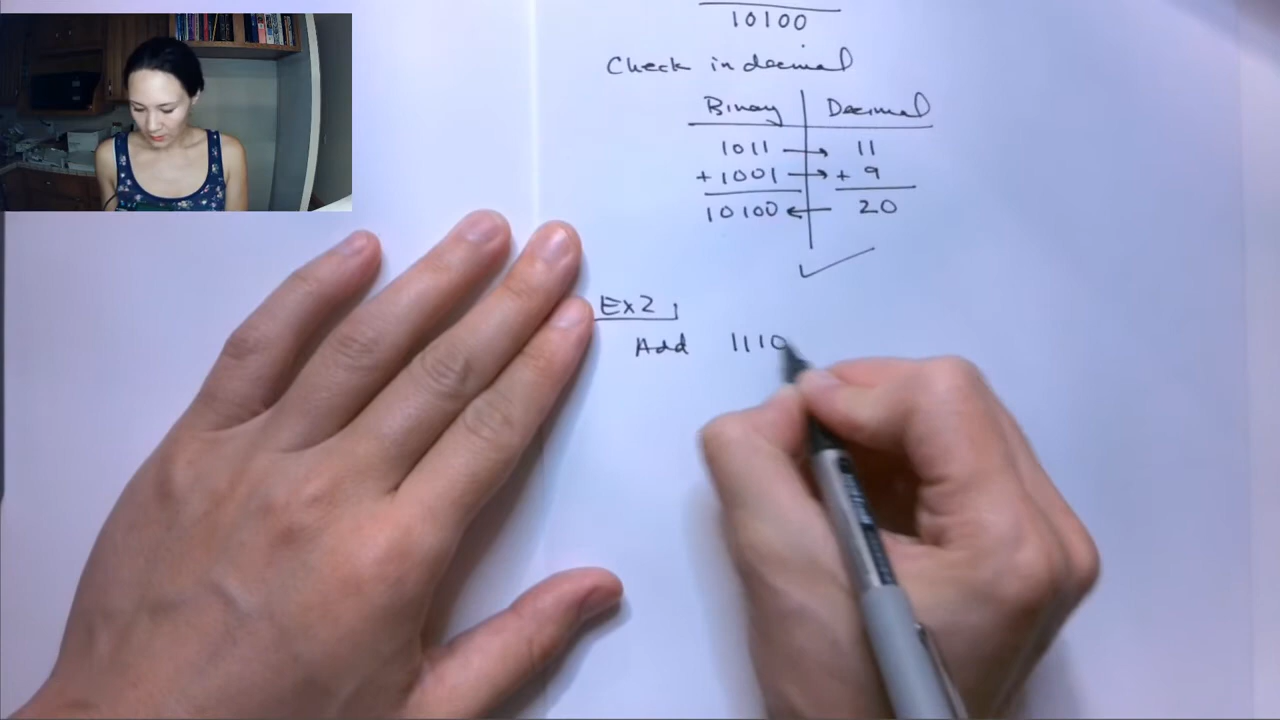 10100
Check in decimal
Binary Decimal
1011 → 11
+1001 → + 9
10100 ← 20
✓
Ex2
Add 1110